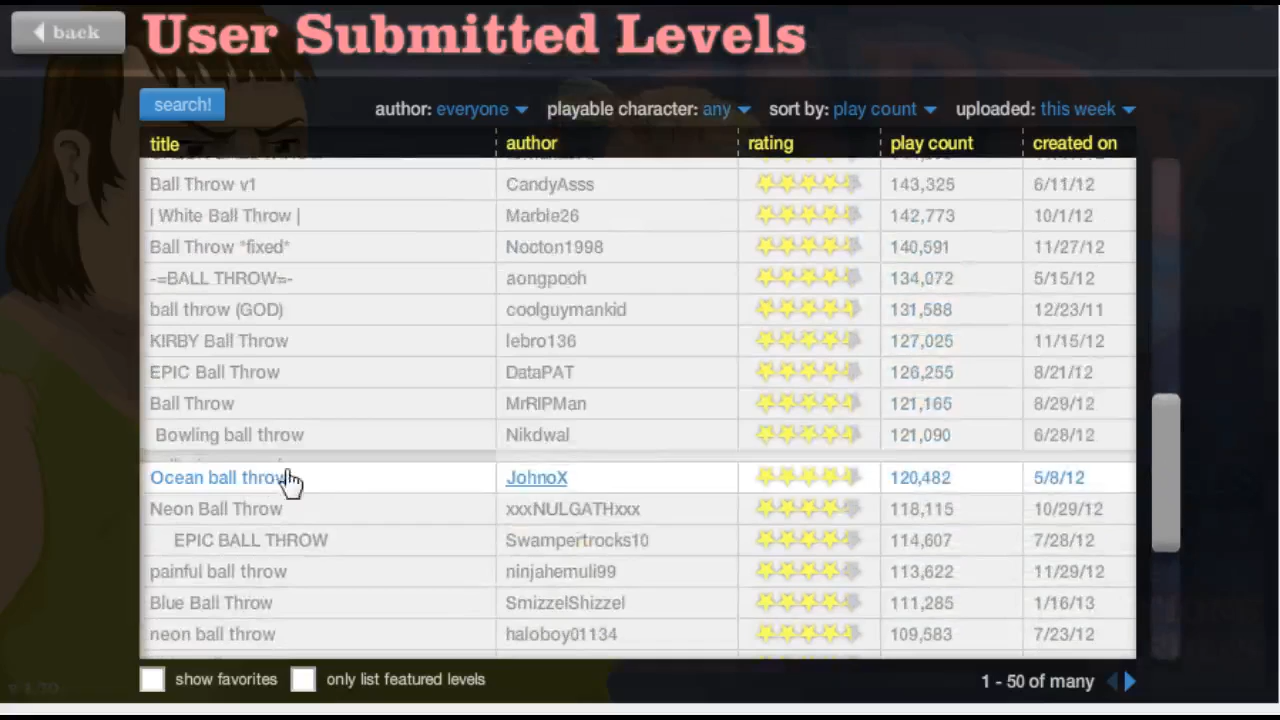 back
User Submitted Levels
search!
author: everyone playable character: any sort by: play count uploaded: this week
title author rating play count created on
Ball Throw v1 CandyAsss 143,325 6/11/12
| White Ball Throw | Marble26 142,773 10/1/12
Ball Throw *fixed* Nocton1998 140,591 11/27/12
-=BALL THROW=- aongpooh 134,072 5/15/12
ball throw (GOD) coolguymankid 131,588 12/23/11
KIRBY Ball Throw lebro136 127,025 11/15/12
EPIC Ball Throw DataPAT 126,255 8/21/12
Ball Throw MrRIPMan 121,165 8/29/12
Bowling ball throw Nikdwal 121,090 6/28/12
Ocean ball throw JohnoX 120,482 5/8/12
Neon Ball Throw xxxNULGATHxxx 118,115 10/29/12
EPIC BALL THROW Swampertrocks10 114,607 7/28/12
painful ball throw ninjahemuli99 113,622 11/29/12
Blue Ball Throw SmizzelShizzel 111,285 1/16/13
neon ball throw haloboy01134 109,583 7/23/12
show favorites only list featured levels 1 - 50 of many